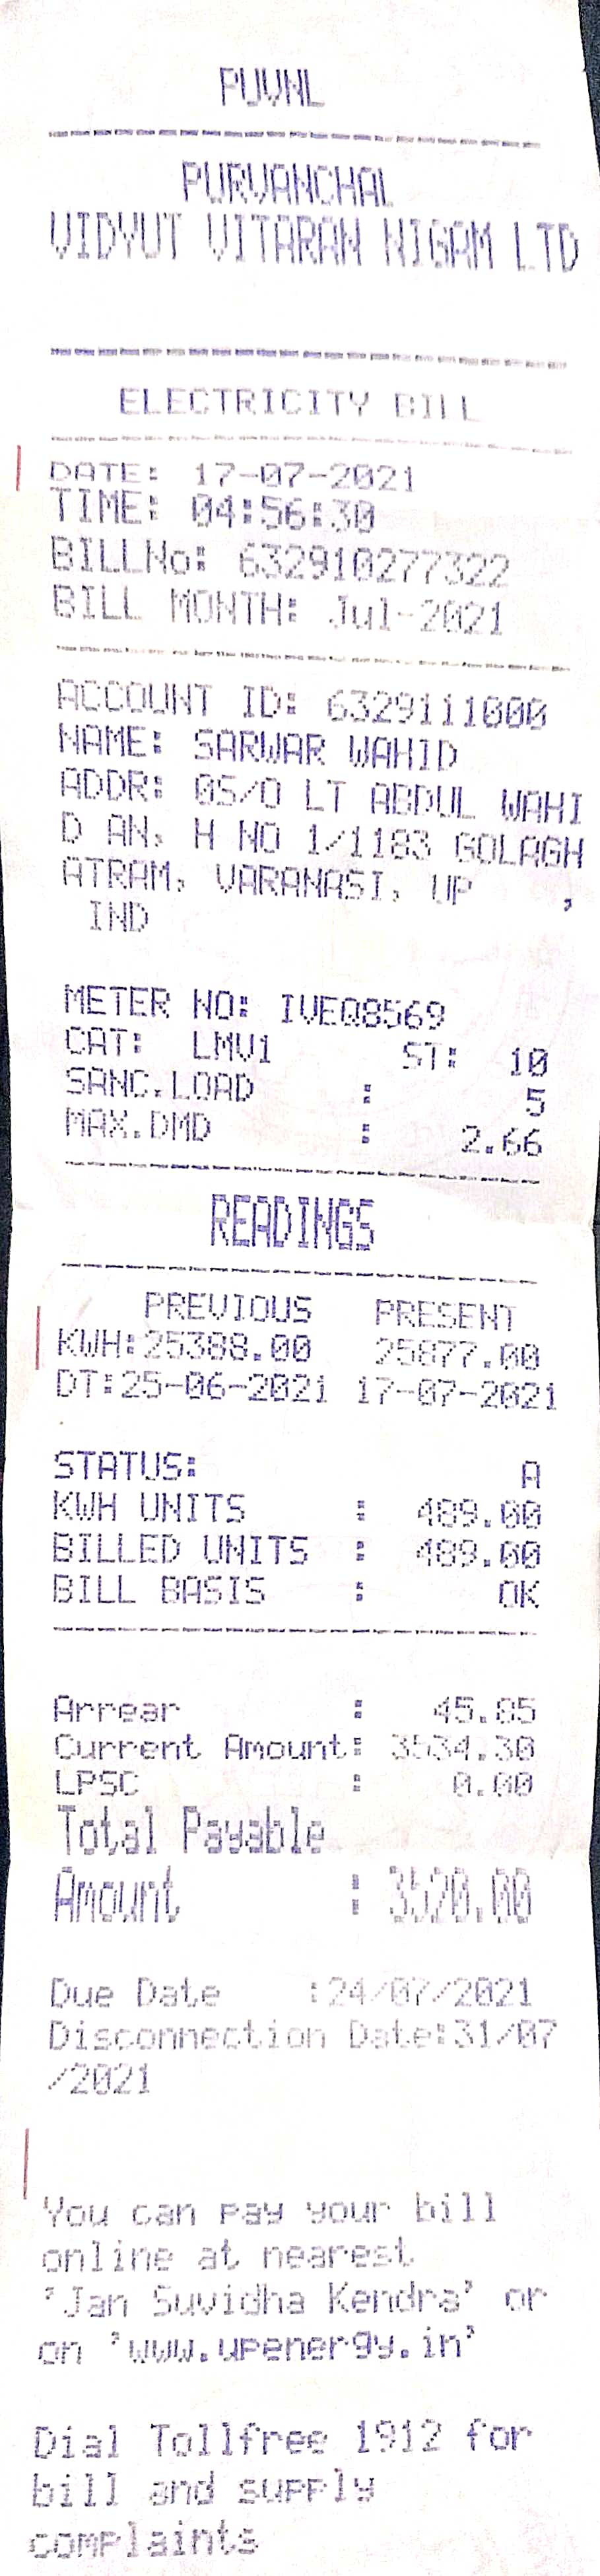 PUVNL
PURVANCHAL
VIDYUT VITARAN NIGAM LTD
ELECTRICITY BILL
DATE: 17-07-2021
TIME: 04:56:30
BILLNo: 632910277322
BILL MONTH: Jul-2021
ACCOUNT ID: 6329111000
NAME: SARWAR WAHID
ADDR: 05/O LT ABDUL WAHI
D AN, H NO 1/1183 GOLAGH
ATRAM, VARANASI, UP ,
IND
METER NO: IVEQ8569
CAT: LMV1 ST: 10
SANC.LOAD : 5
MAX.DMD : 2.66
READINGS
PREVIOUS PRESENT
KWH:25388.00 25877.00
DT:25-06-2021 17-07-2021
STATUS: A
KWH UNITS : 489.00
BILLED UNITS : 489.00
BILL BASIS : OK
Arrear : 45.85
Current Amount: 3534.30
LPSC : 0.00
Total Payable
Amount : 3520.00
Due Date :24/07/2021
Disconnection Date:31/07
/2021
You can pay your bill
online at nearest
'Jan Suvidha Kendra' or
on 'www.upenergy.in'
Dial Tollfree 1912 for
bill and supply
complaints